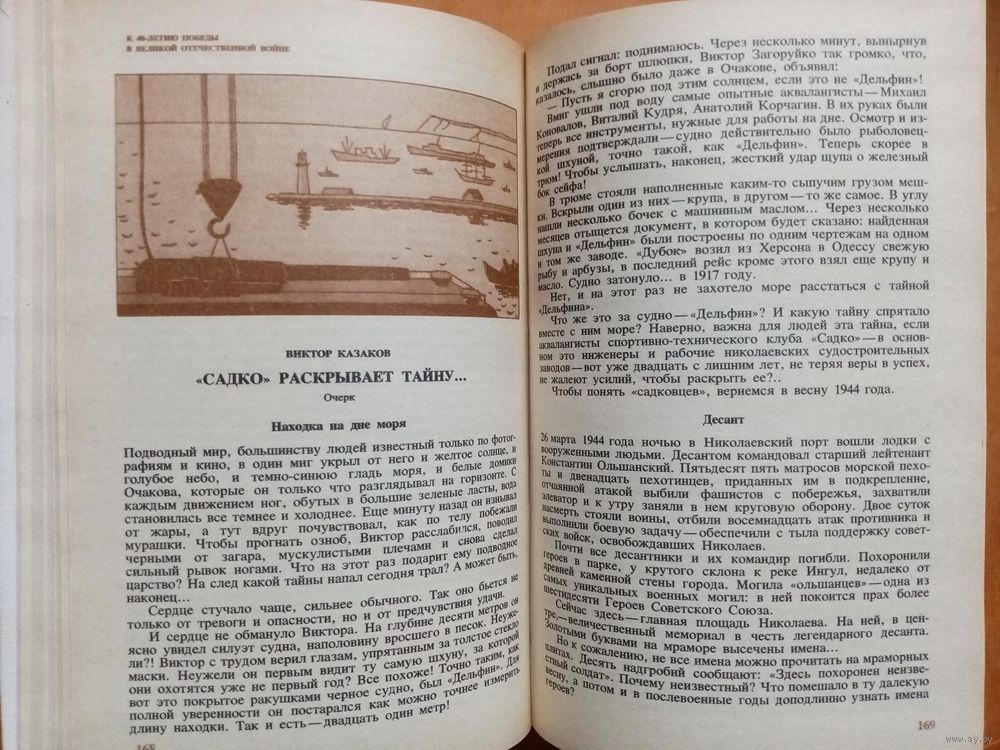 К 40-ЛЕТИЮ ПОБЕДЫ
В ВЕЛИКОЙ ОТЕЧЕСТВЕННОЙ ВОЙНЕ
ВИКТОР КАЗАКОВ
«САДКО» РАСКРЫВАЕТ ТАЙНУ...
Очерк
Находка на дне моря
Подводный мир, большинству людей известный только по фотог-
рафиям и кино, в один миг укрыл от него и желтое солнце, и
голубое небо, и темно-синюю гладь моря, и белые домики
Очакова, которые он только что разглядывал на горизонте. С
каждым движением ног, обутых в большие зеленые ласты, вода
становилась все темнее и холоднее. Еще минуту назад он изнывал
от жары, а тут вдруг почувствовал, как по телу побежали
мурашки. Чтобы прогнать озноб, Виктор расслабился, поводил
черными от загара, мускулистыми плечами и снова сделал
сильный рывок ногами. Что на этот раз подарит ему подводное
царство? На след какой тайны напал сегодня трал? А может быть,
наконец...
Сердце стучало чаще, сильнее обычного. Так оно бьется не
только от тревоги и опасности, но и от предчувствия удачи.
И сердце не обмануло Виктора. На глубине десяти метров он
ясно увидел силуэт судна, наполовину вросшего в песок. Неуже-
ли?! Виктор с трудом верил глазам, упрятанным за толстое стекло
маски. Неужели он первым видит ту самую шхуну, за которой
они охотятся уже не первый год? Все похоже! Точно таким, как
вот это покрытое ракушками черное судно, был «Дельфин». Для
полной уверенности он постарался как можно точнее измерить
длину находки. Так и есть — двадцать один метр!
168
Подал сигнал: поднимаюсь. Через несколько минут, вынырнув
и держась за борт шлюпки, Виктор Загоруйко так громко, что,
казалось, слышно было даже в Очакове, объявил:
— Пусть я сгорю под этим солнцем, если это не «Дельфин»!
Вмиг ушли под воду самые опытные аквалангисты — Михаил
Коновалов, Виталий Кудря, Анатолий Корчагин. В их руках были
теперь все инструменты, нужные для работы на дне. Осмотр и из-
мерения подтверждали — судно действительно было рыболовец-
кой шхуной, точно такой, как «Дельфин». Теперь скорее в
трюм! Чтобы услышать, наконец, жесткий удар щупа о железный
бок сейфа!
В трюме стояли наполненные каким-то сыпучим грузом меш-
ки. Вскрыли один из них — крупа, в другом — то же самое. В углу
нашли несколько бочек с машинным маслом... Через несколько
месяцев отыщется документ, в котором будет сказано: найденная
шхуна и «Дельфин» были построены по одним чертежам на одном
и том же заводе. «Дубок» возил из Херсона в Одессу свежую
рыбу и арбузы, в последний рейс кроме этого взял еще крупу и
масло. Судно затонуло... в 1917 году.
Нет, и на этот раз не захотело море расстаться с тайной
«Дельфина».
Что же это за судно — «Дельфин»? И какую тайну спрятало
вместе с ним море? Наверно, важна для людей эта тайна, если
аквалангисты спортивно-технического клуба «Садко» — в основ-
ном это инженеры и рабочие николаевских судостроительных
заводов — вот уже двадцать с лишним лет, не теряя веры в успех,
не жалеют усилий, чтобы раскрыть ее?..
Чтобы понять «садковцев», вернемся в весну 1944 года.
Десант
26 марта 1944 года ночью в Николаевский порт вошли лодки с
вооруженными людьми. Десантом командовал старший лейтенант
Константин Ольшанский. Пятьдесят пять матросов морской пехо-
ты и двенадцать пехотинцев, приданных им в подкрепление,
отчаянной атакой выбили фашистов с побережья, захватили
элеватор и к утру заняли в нем круговую оборону. Двое суток
насмерть стояли воины, отбили восемнадцать атак противника и
выполнили боевую задачу — обеспечили с тыла поддержку совет-
ских войск, освобождавших Николаев.
Почти все десантники и их командир погибли. Похоронили
героев в парке, у крутого склона к реке Ингул, недалеко от
древней каменной стены города. Могила «ольшанцев» — одна из
самых уникальных военных могил: в ней покоится прах более
шестидесяти Героев Советского Союза.
Сейчас здесь — главная площадь Николаева. На ней, в цен-
тре, — величественный мемориал в честь легендарного десанта.
Золотыми буквами на мраморе высечены имена...
Но к сожалению, не все имена можно прочитать на мраморных
плитах. Десять надгробий сообщают: «Здесь похоронен неизве-
стный солдат». Почему неизвестный? Что помешало в ту далекую
весну, а потом и в послевоенные годы доподлинно узнать имена
героев?
169
www.ay.by